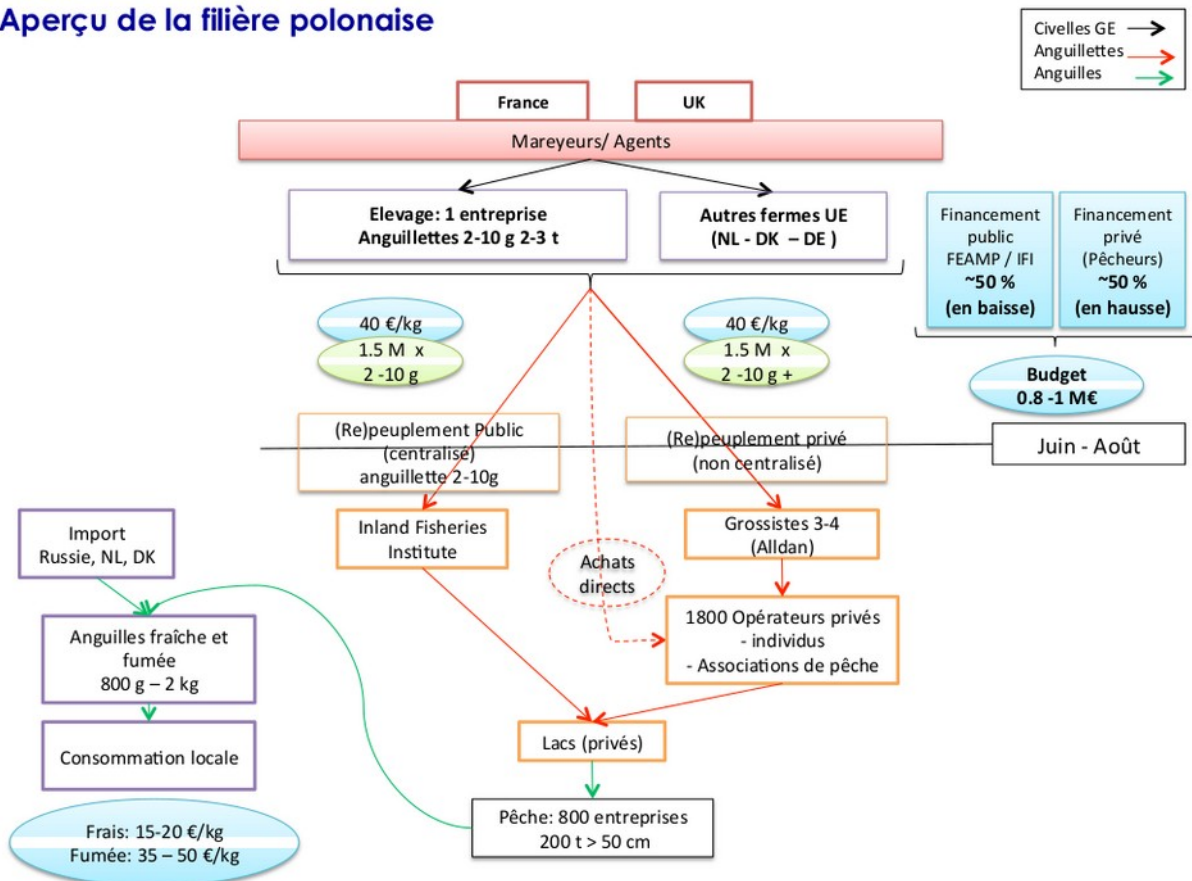 Aperçu de la filière polonaise
Civelles GE
Anguillettes
Anguilles
France
UK
Mareyeurs/ Agents
Elevage: 1 entreprise
Anguillettes 2-10 g 2-3 t
Autres fermes UE
(NL - DK – DE )
Financement
public
FEAMP / IFI
~50 %
(en baisse)
Financement
privé
(Pêcheurs)
~50 %
(en hausse)
40 €/kg
1.5 M x
2 -10 g
40 €/kg
1.5 M x
2 -10 g +
Budget
0.8 -1 M€
(Re)peuplement Public
(centralisé)
anguillette 2-10g
(Re)peuplement privé
(non centralisé)
Juin - Août
Import
Russie, NL, DK
Inland Fisheries
Institute
Grossistes 3-4
(Alldan)
Achats
directs
Anguilles fraîche et
fumée
800 g – 2 kg
1800 Opérateurs privés
- individus
- Associations de pêche
Consommation locale
Lacs (privés)
Frais: 15-20 €/kg
Fumée: 35 – 50 €/kg
Pêche: 800 entreprises
200 t > 50 cm